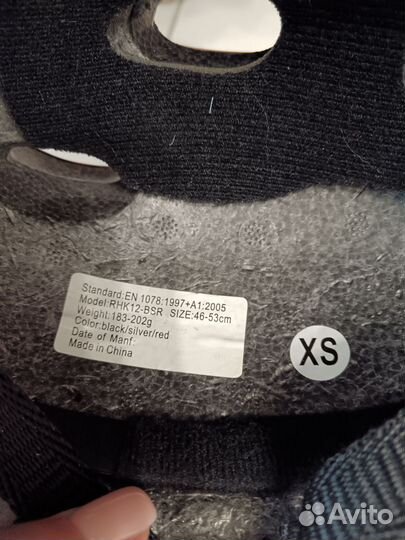 Standard:EN 1078:1997+A1:2005
Model:RHK12-BSR SIZE:46-53cm
Weight:183-202g
Color:black/silver/red
Date of Manf.
Made in China
XS
Avito